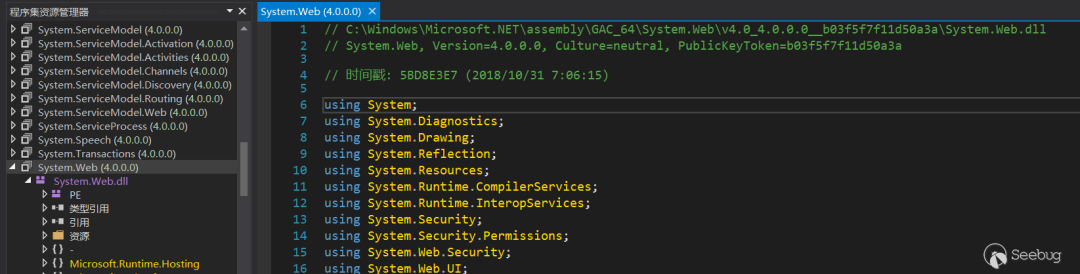 程序集资源管理器
System.ServiceModel (4.0.0.0)
System.ServiceModel.Activation (4.0.0.0)
System.ServiceModel.Activities (4.0.0.0)
System.ServiceModel.Channels (4.0.0.0)
System.ServiceModel.Discovery (4.0.0.0)
System.ServiceModel.Routing (4.0.0.0)
System.ServiceModel.Web (4.0.0.0)
System.ServiceProcess (4.0.0.0)
System.Speech (4.0.0.0)
System.Transactions (4.0.0.0)
System.Web (4.0.0.0)
System.Web.dll
PE
类型引用
引用
资源
{ } -
{ } Microsoft.Runtime.Hosting
System.Web (4.0.0.0) ×
1 // C:\Windows\Microsoft.NET\assembly\GAC_64\System.Web\v4.0_4.0.0.0__b03f5f7f11d50a3a\System.Web.dll
2 // System.Web, Version=4.0.0.0, Culture=neutral, PublicKeyToken=b03f5f7f11d50a3a
3
4 // 时间戳: 5BD8E3E7 (2018/10/31 7:06:15)
5
6 using System;
7 using System.Diagnostics;
8 using System.Drawing;
9 using System.Reflection;
10 using System.Resources;
11 using System.Runtime.CompilerServices;
12 using System.Runtime.InteropServices;
13 using System.Security;
14 using System.Security.Permissions;
15 using System.Web.Security;
16 using System.Web.UI;
Seebug